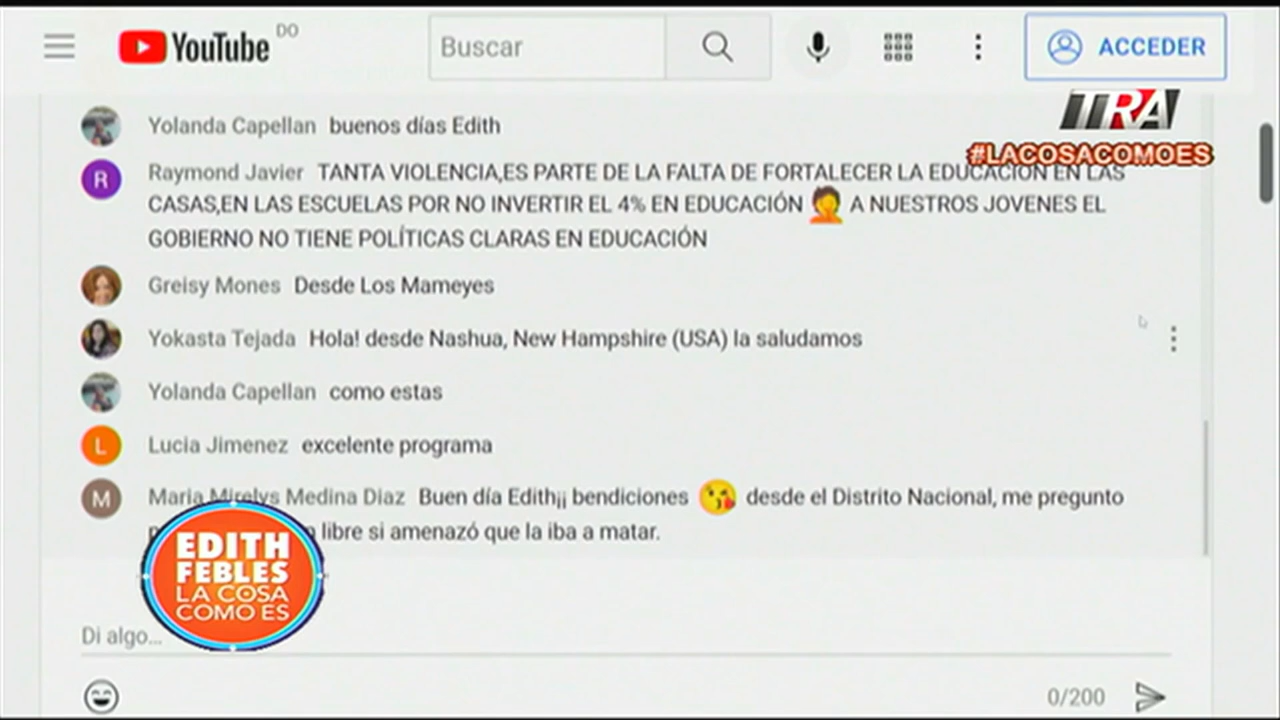 YouTube DO
Buscar
ACCEDER
TRA
#LACOSACOMOES
Yolanda Capellan buenos días Edith
R Raymond Javier TANTA VIOLENCIA,ES PARTE DE LA FALTA DE FORTALECER LA EDUCACIÓN EN LAS
CASAS,EN LAS ESCUELAS POR NO INVERTIR EL 4% EN EDUCACIÓN 🤦 A NUESTROS JOVENES EL
GOBIERNO NO TIENE POLÍTICAS CLARAS EN EDUCACIÓN
Greisy Mones Desde Los Mameyes
Yokasta Tejada Hola! desde Nashua, New Hampshire (USA) la saludamos
Yolanda Capellan como estas
L Lucia Jimenez excelente programa
M Maria Mirelys Medina Diaz Buen día Edith¡¡ bendiciones 😘 desde el Distrito Nacional, me pregunto
libre si amenazó que la iba a matar.
EDITH
FEBLES
LA COSA
COMO ES
Di algo...
0/200